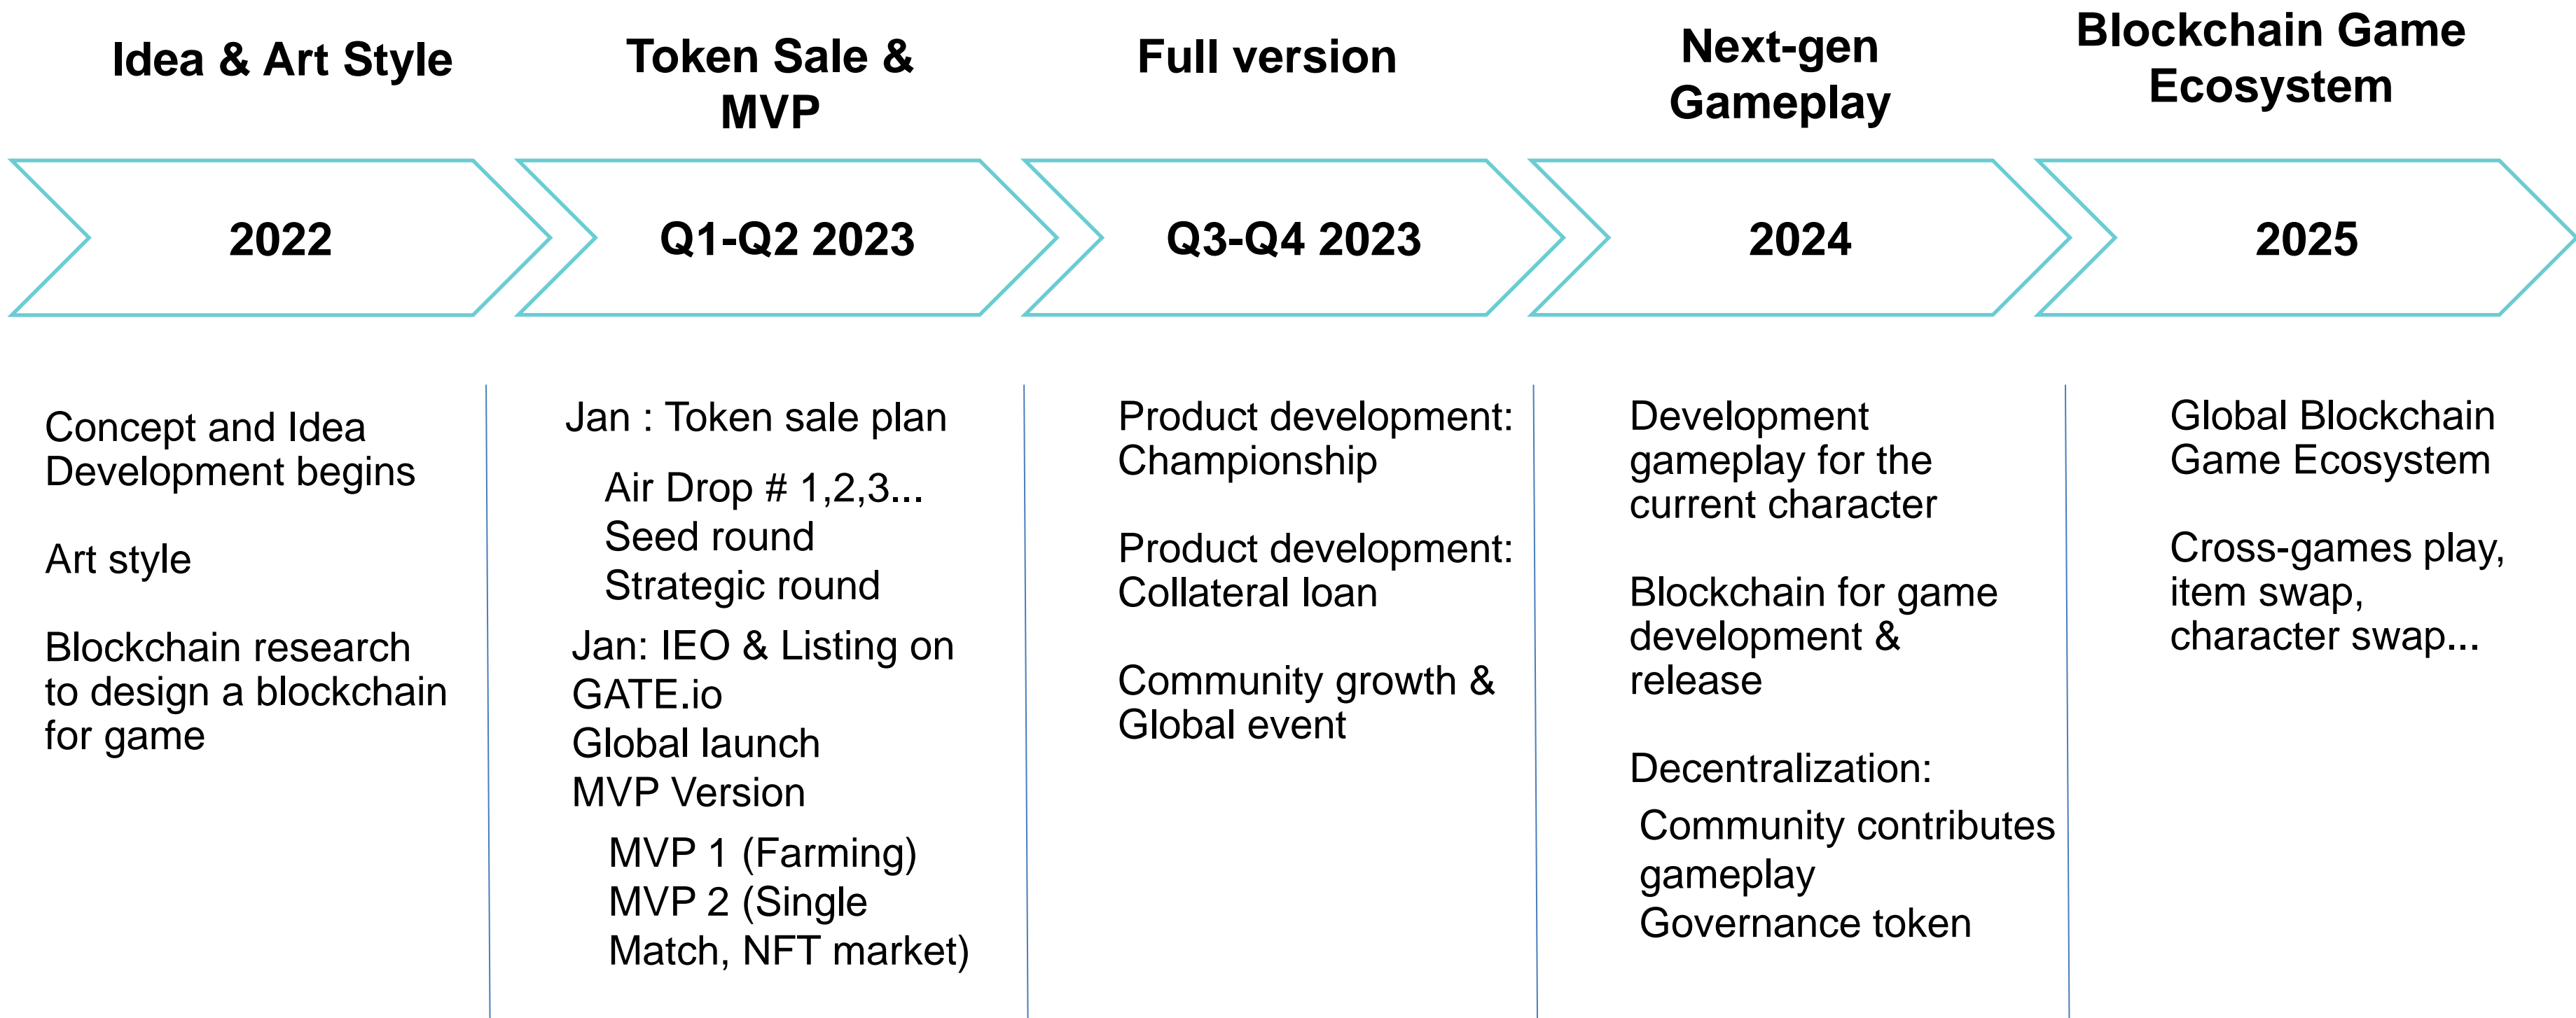 Idea & Art Style
Token Sale &
MVP
Full version
Next-gen
Gameplay
Blockchain Game
Ecosystem
2022
Q1-Q2 2023
Q3-Q4 2023
2024
2025
Concept and Idea
Development begins
Art style
Blockchain research
to design a blockchain
for game
Jan : Token sale plan
Air Drop # 1,2,3...
Seed round
Strategic round
Jan: IEO & Listing on
GATE.io
Global launch
MVP Version
MVP 1 (Farming)
MVP 2 (Single
Match, NFT market)
Product development:
Championship
Product development:
Collateral loan
Community growth &
Global event
Development
gameplay for the
current character
Blockchain for game
development &
release
Decentralization:
Community contributes
gameplay
Governance token
Global Blockchain
Game Ecosystem
Cross-games play,
item swap,
character swap...